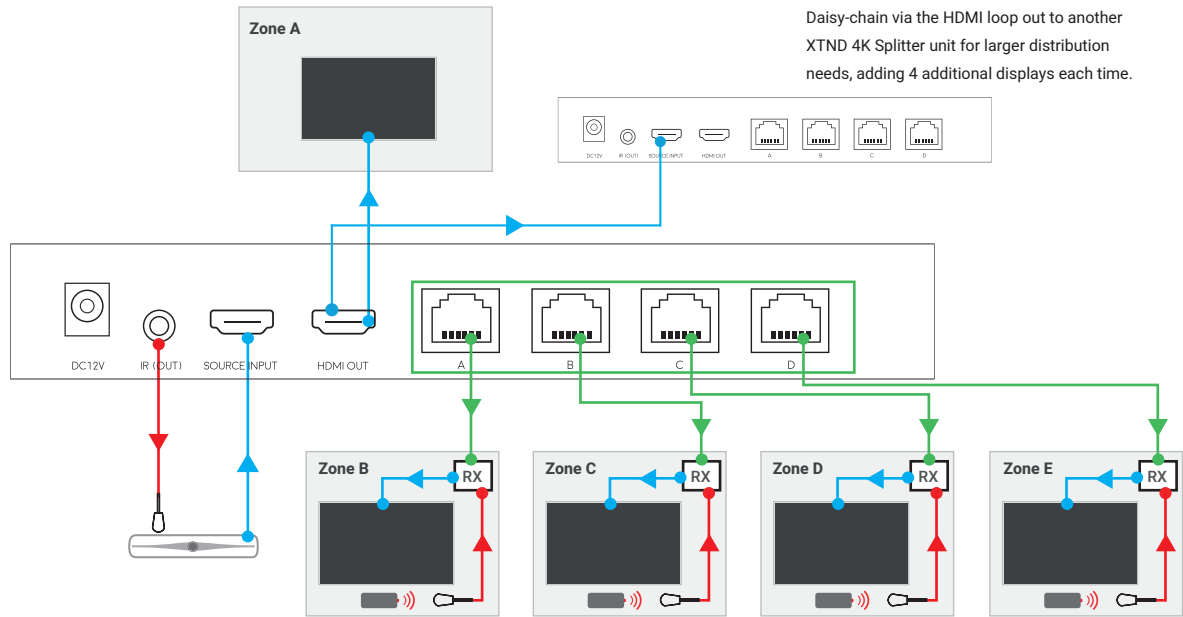 Zone A
Daisy-chain via the HDMI loop out to another
XTND 4K Splitter unit for larger distribution
needs, adding 4 additional displays each time.
DC12V
IR (OUT)
SOURCE INPUT
HDMI OUT
A
B
C
D
DC12V
IR (OUT)
SOURCE INPUT
HDMI OUT
A
B
C
D
Zone B
RX
Zone C
RX
Zone D
RX
Zone E
RX